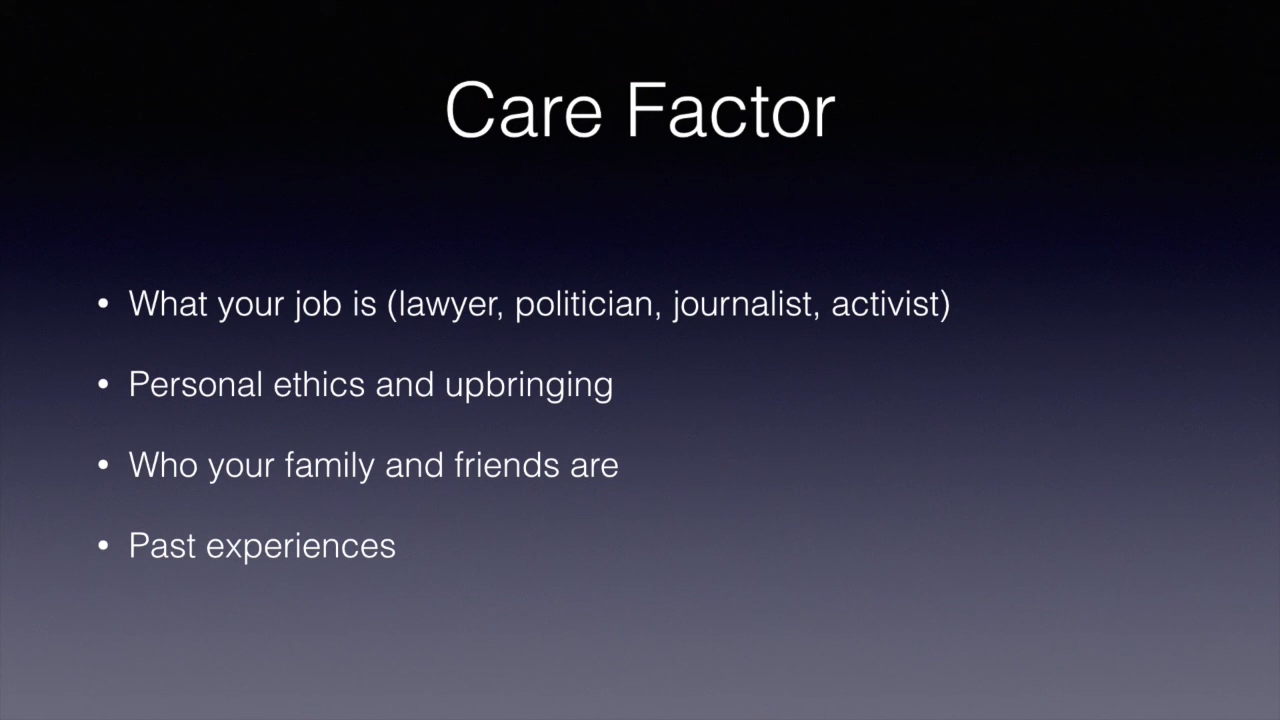 Care Factor
• What your job is (lawyer, politician, journalist, activist)
• Personal ethics and upbringing
• Who your family and friends are
• Past experiences